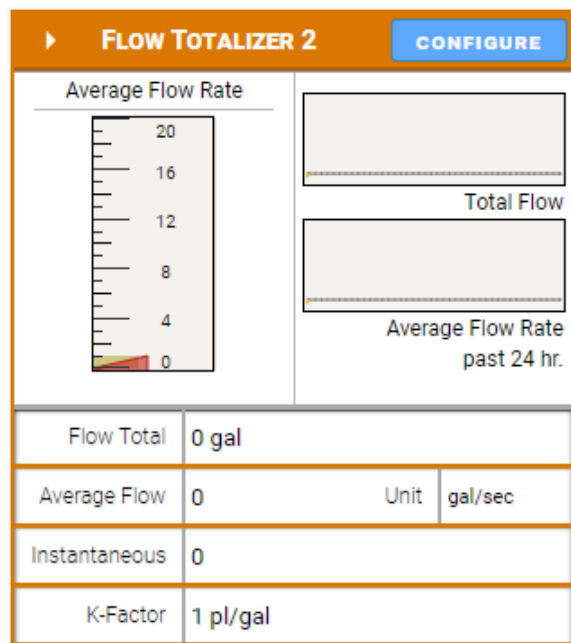 FLOW TOTALIZER 2
CONFIGURE
Average Flow Rate
20
16
12
8
4
0
Total Flow
Average Flow Rate
past 24 hr.
Flow Total 0 gal
Average Flow 0 Unit gal/sec
Instantaneous 0
K-Factor 1 pl/gal